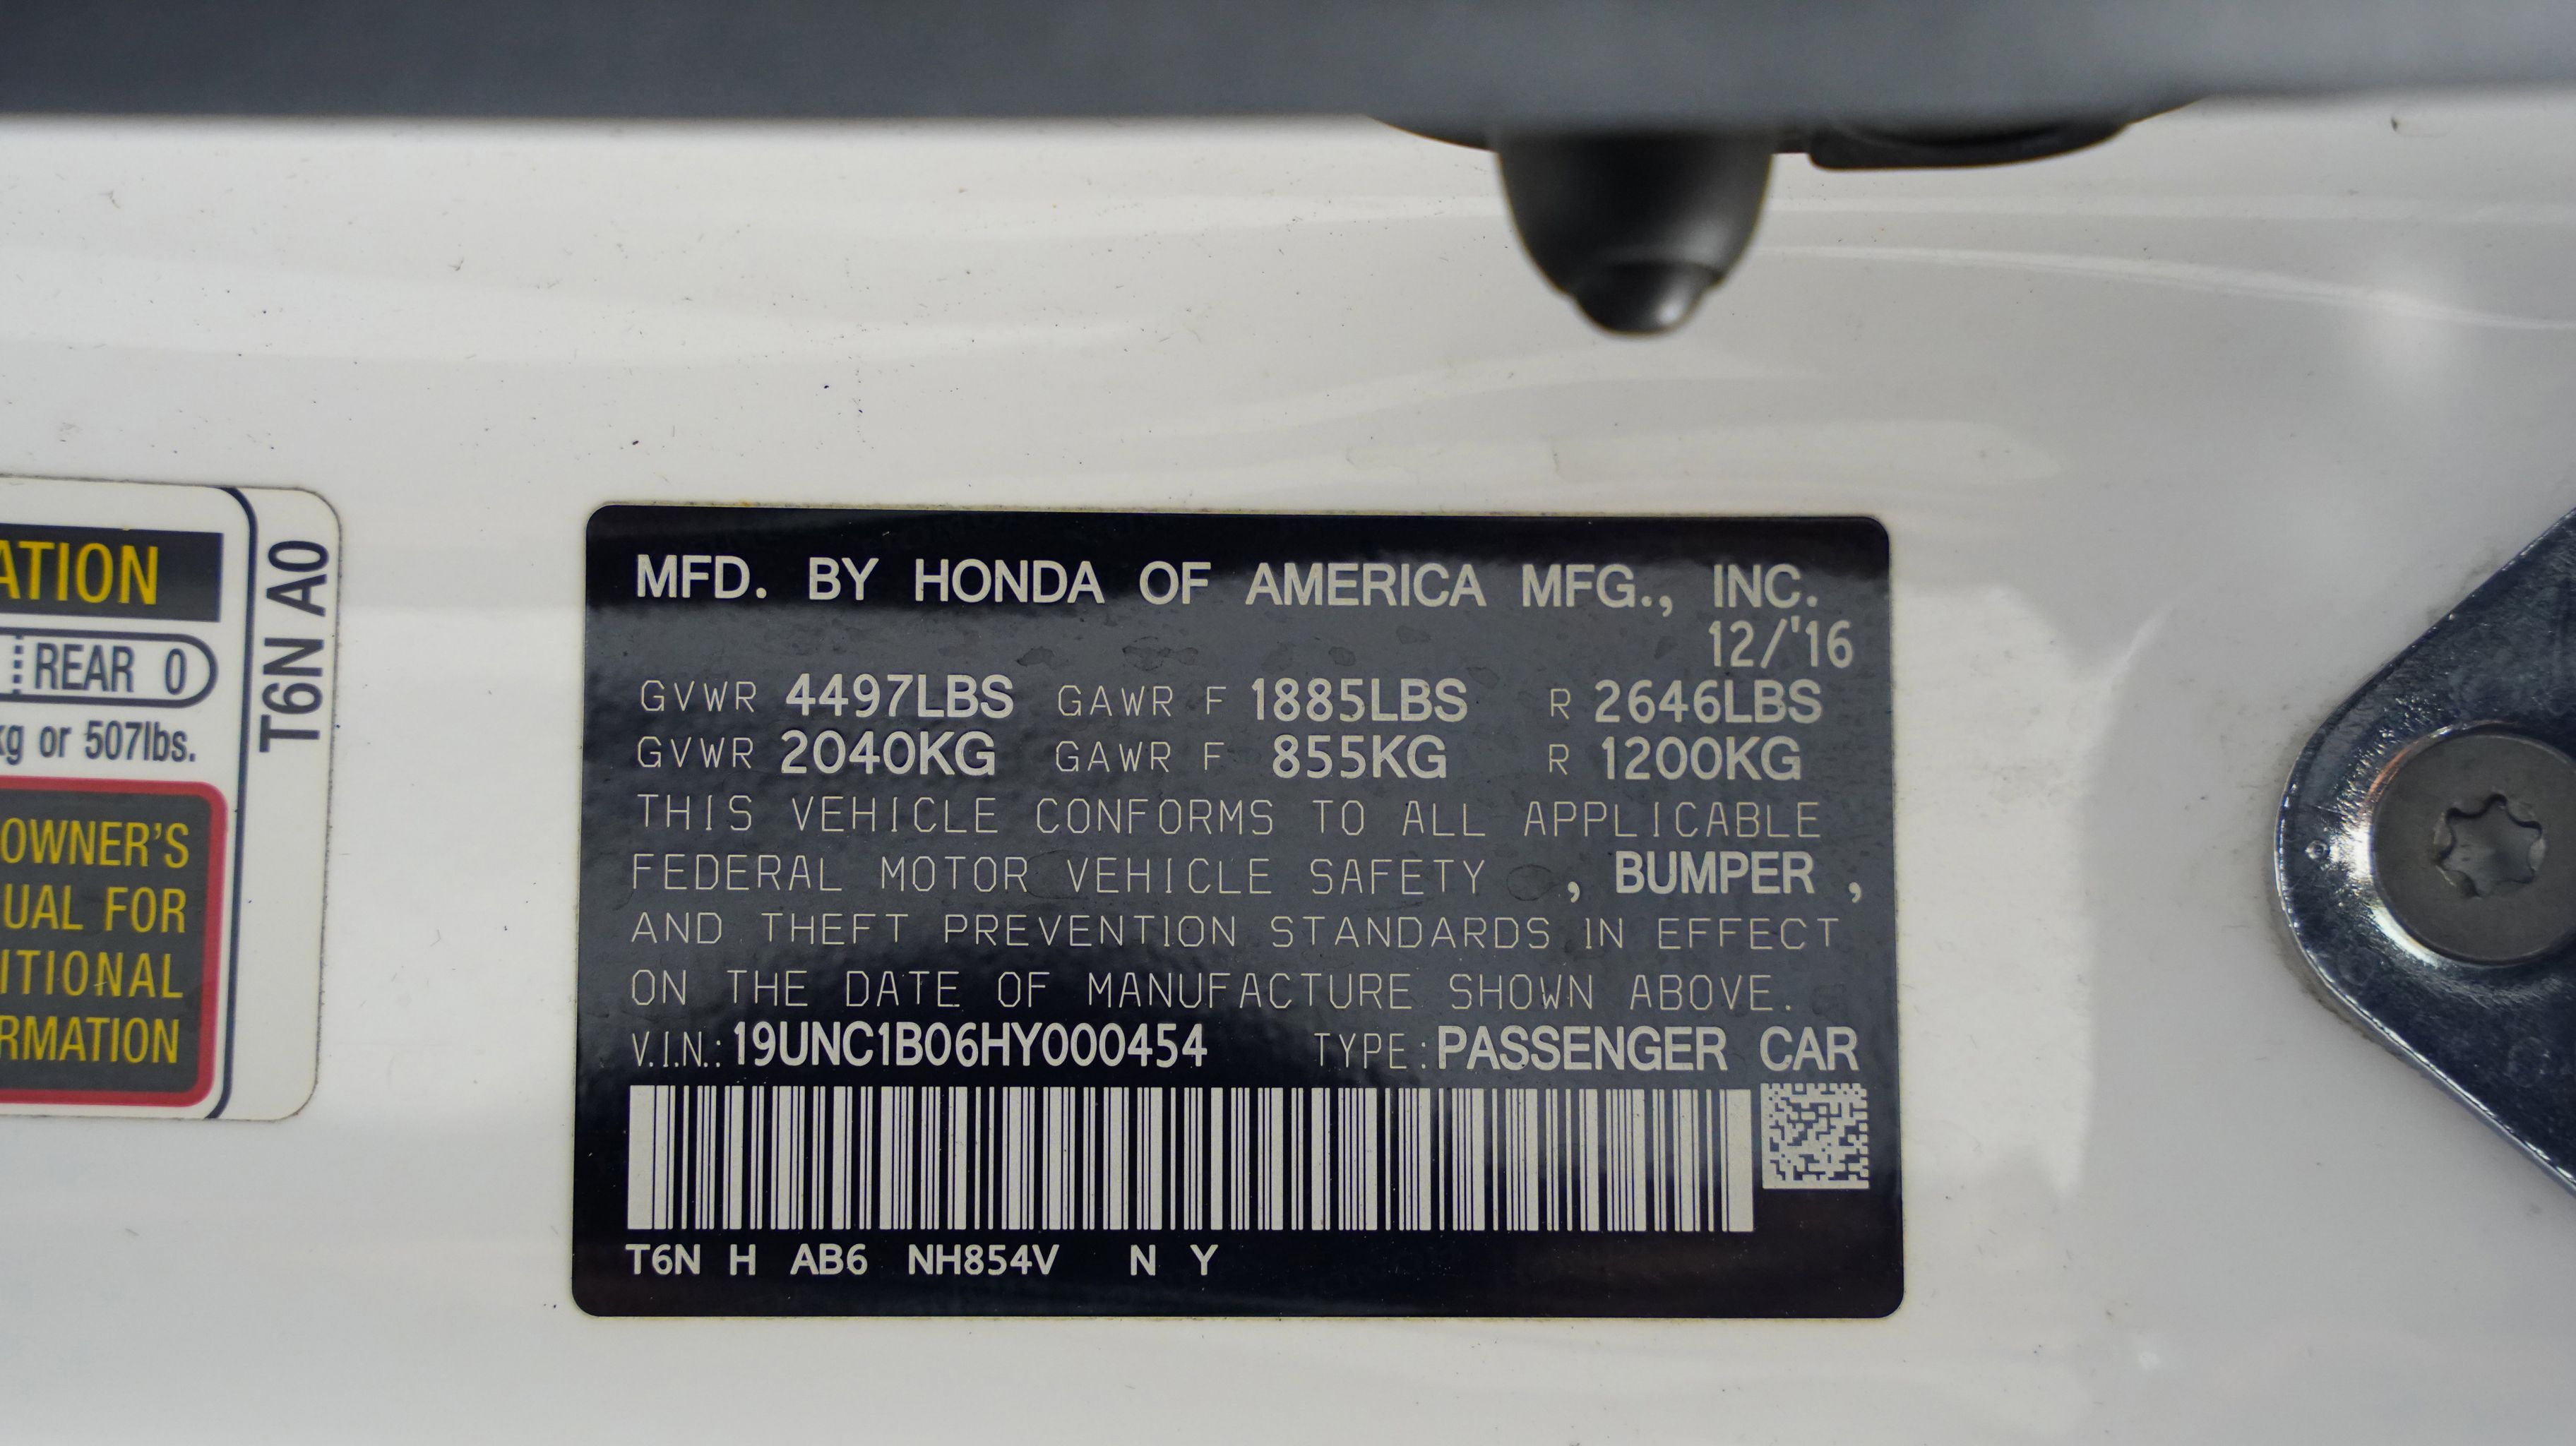 ATION
REAR 0
kg or 507lbs.
OWNER'S
UAL FOR
ITIONAL
RMATION
T6N A0
MFD. BY HONDA OF AMERICA MFG., INC.
12/'16
GVWR 4497LBS GAWR F 1885LBS R 2646LBS
GVWR 2040KG GAWR F 855KG R 1200KG
THIS VEHICLE CONFORMS TO ALL APPLICABLE
FEDERAL MOTOR VEHICLE SAFETY , BUMPER ,
AND THEFT PREVENTION STANDARDS IN EFFECT
ON THE DATE OF MANUFACTURE SHOWN ABOVE.
V.I.N.: 19UNC1B06HY000454 TYPE: PASSENGER CAR
T6N H AB6 NH854V N Y